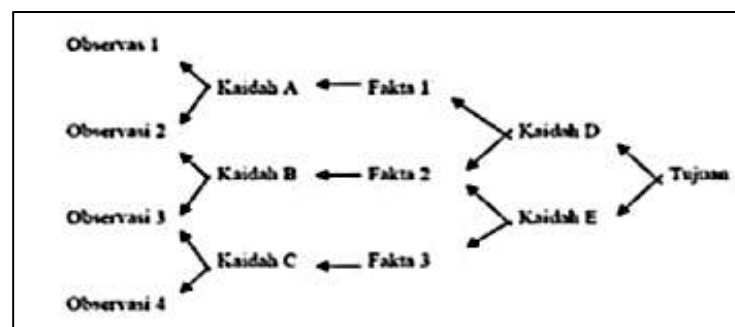 Observas 1
Kaidah A Fakta 1
Observasi 2 Kaidah D
Kaidah B Fakta 2 Tujuan
Observasi 3 Kaidah E
Kaidah C Fakta 3
Observasi 4